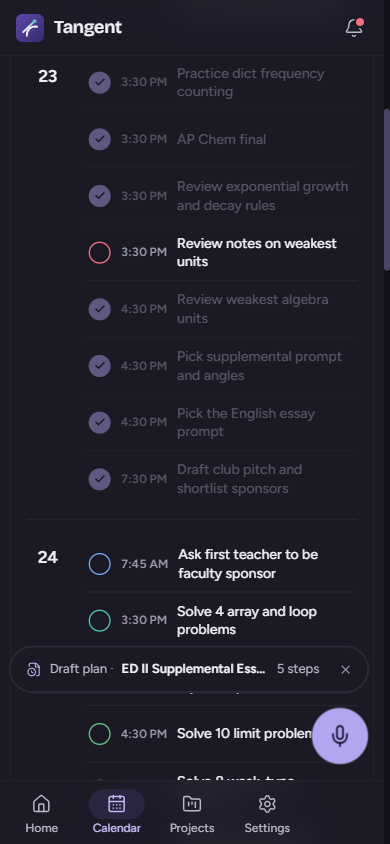 Tangent
23
3:30 PM Practice dict frequency
counting
3:30 PM AP Chem final
3:30 PM Review exponential growth
and decay rules
3:30 PM Review notes on weakest
units
4:30 PM Review weakest algebra
units
4:30 PM Pick supplemental prompt
and angles
4:30 PM Pick the English essay
prompt
7:30 PM Draft club pitch and
shortlist sponsors
24
7:45 AM Ask first teacher to be
faculty sponsor
3:30 PM Solve 4 array and loop
problems
Draft plan · ED II Supplemental Ess... 5 steps
4:30 PM Solve 10 limit problem
Home Calendar Projects Settings